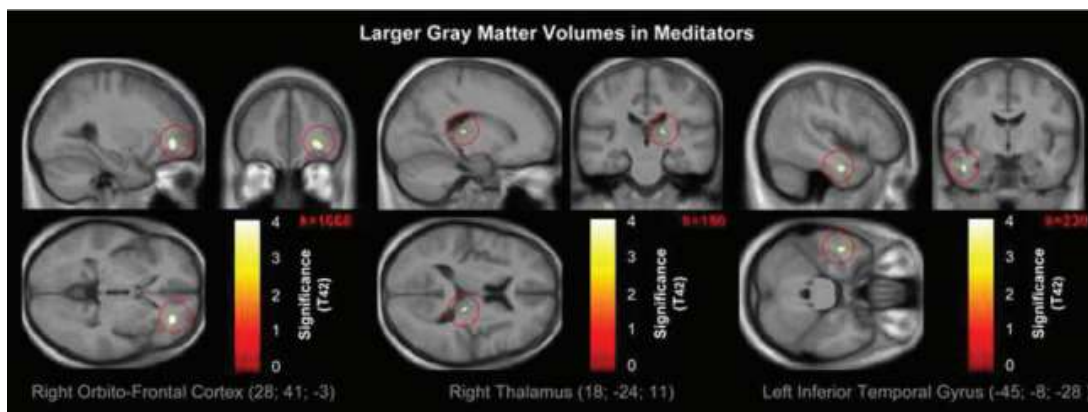 Larger Gray Matter Volumes in Meditators
4
3
2
1
0
Significance
(T42)
Right Orbito-Frontal Cortex (28; 41; -3)
4
3
2
1
0
Significance
(T42)
Right Thalamus (18; -24; 11)
4
3
2
1
0
Significance
(T42)
Left Inferior Temporal Gyrus (-45; -8; -28